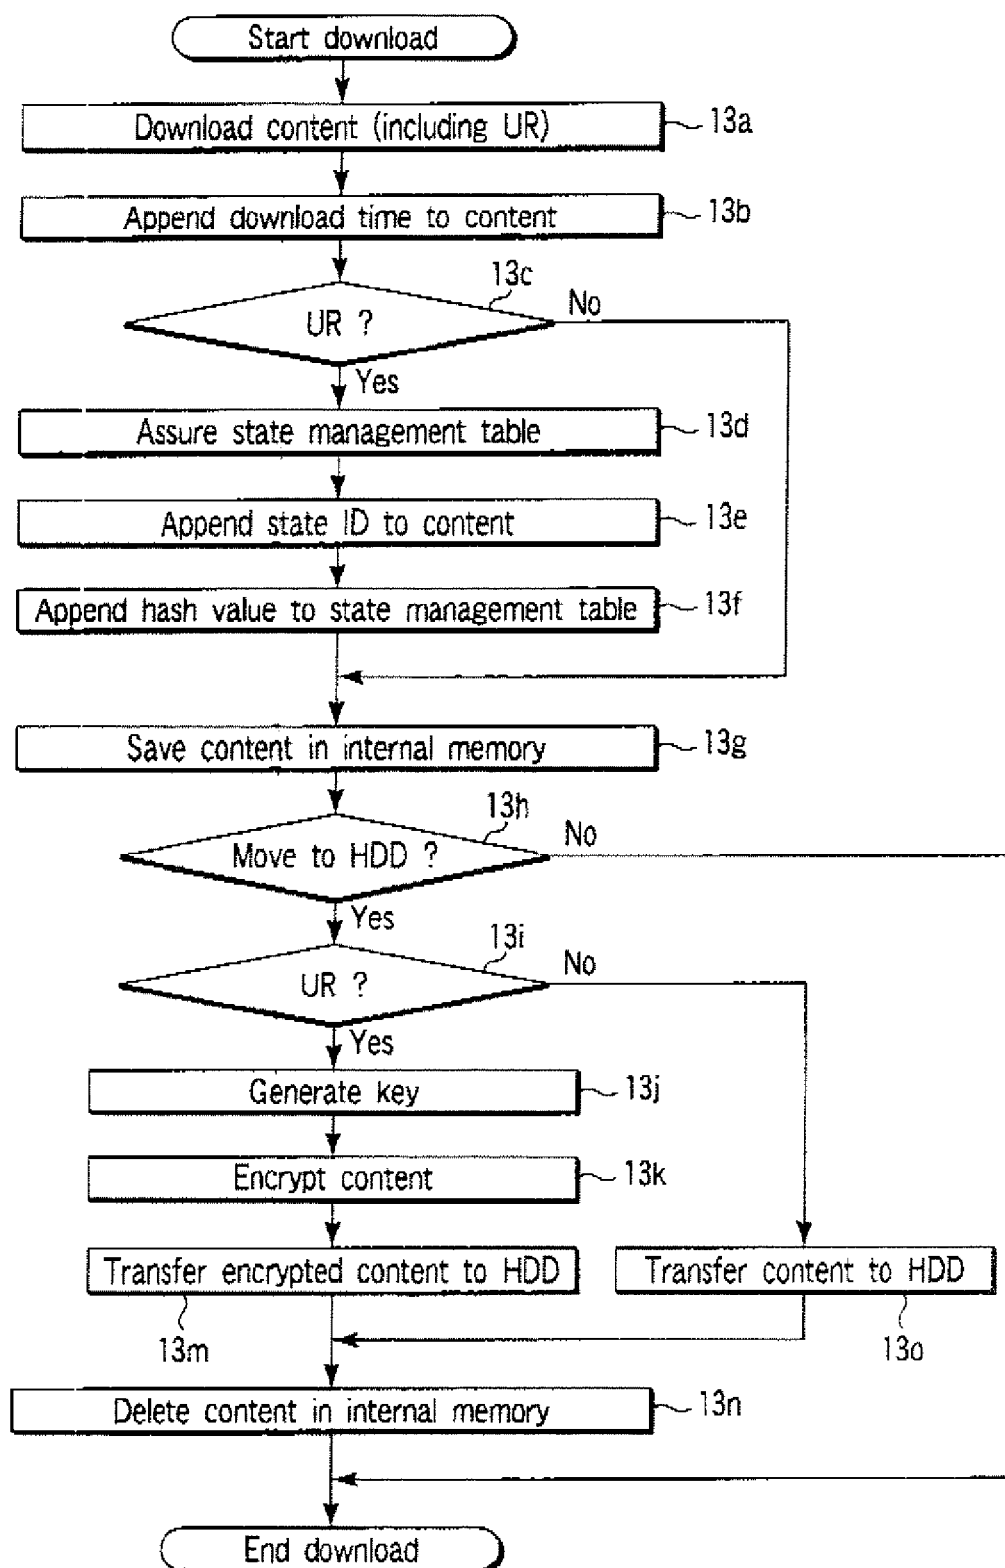 Start download
Download content (including UR)
13a
Append download time to content
13b
13c
UR ?
No
Yes
Assure state management table
13d
Append state ID to content
13e
Append hash value to state management table
13f
Save content in internal memory
13g
13h
Move to HDD ?
No
Yes
13i
UR ?
No
Yes
Generate key
13j
Encrypt content
13k
Transfer encrypted content to HDD
Transfer content to HDD
13m
13o
Delete content in internal memory
13n
End download